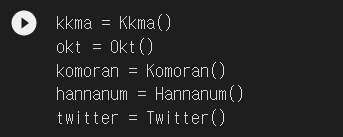 kkma = Kkma()
okt = Okt()
komoran = Komoran()
hannanum = Hannanum()
twitter = Twitter()